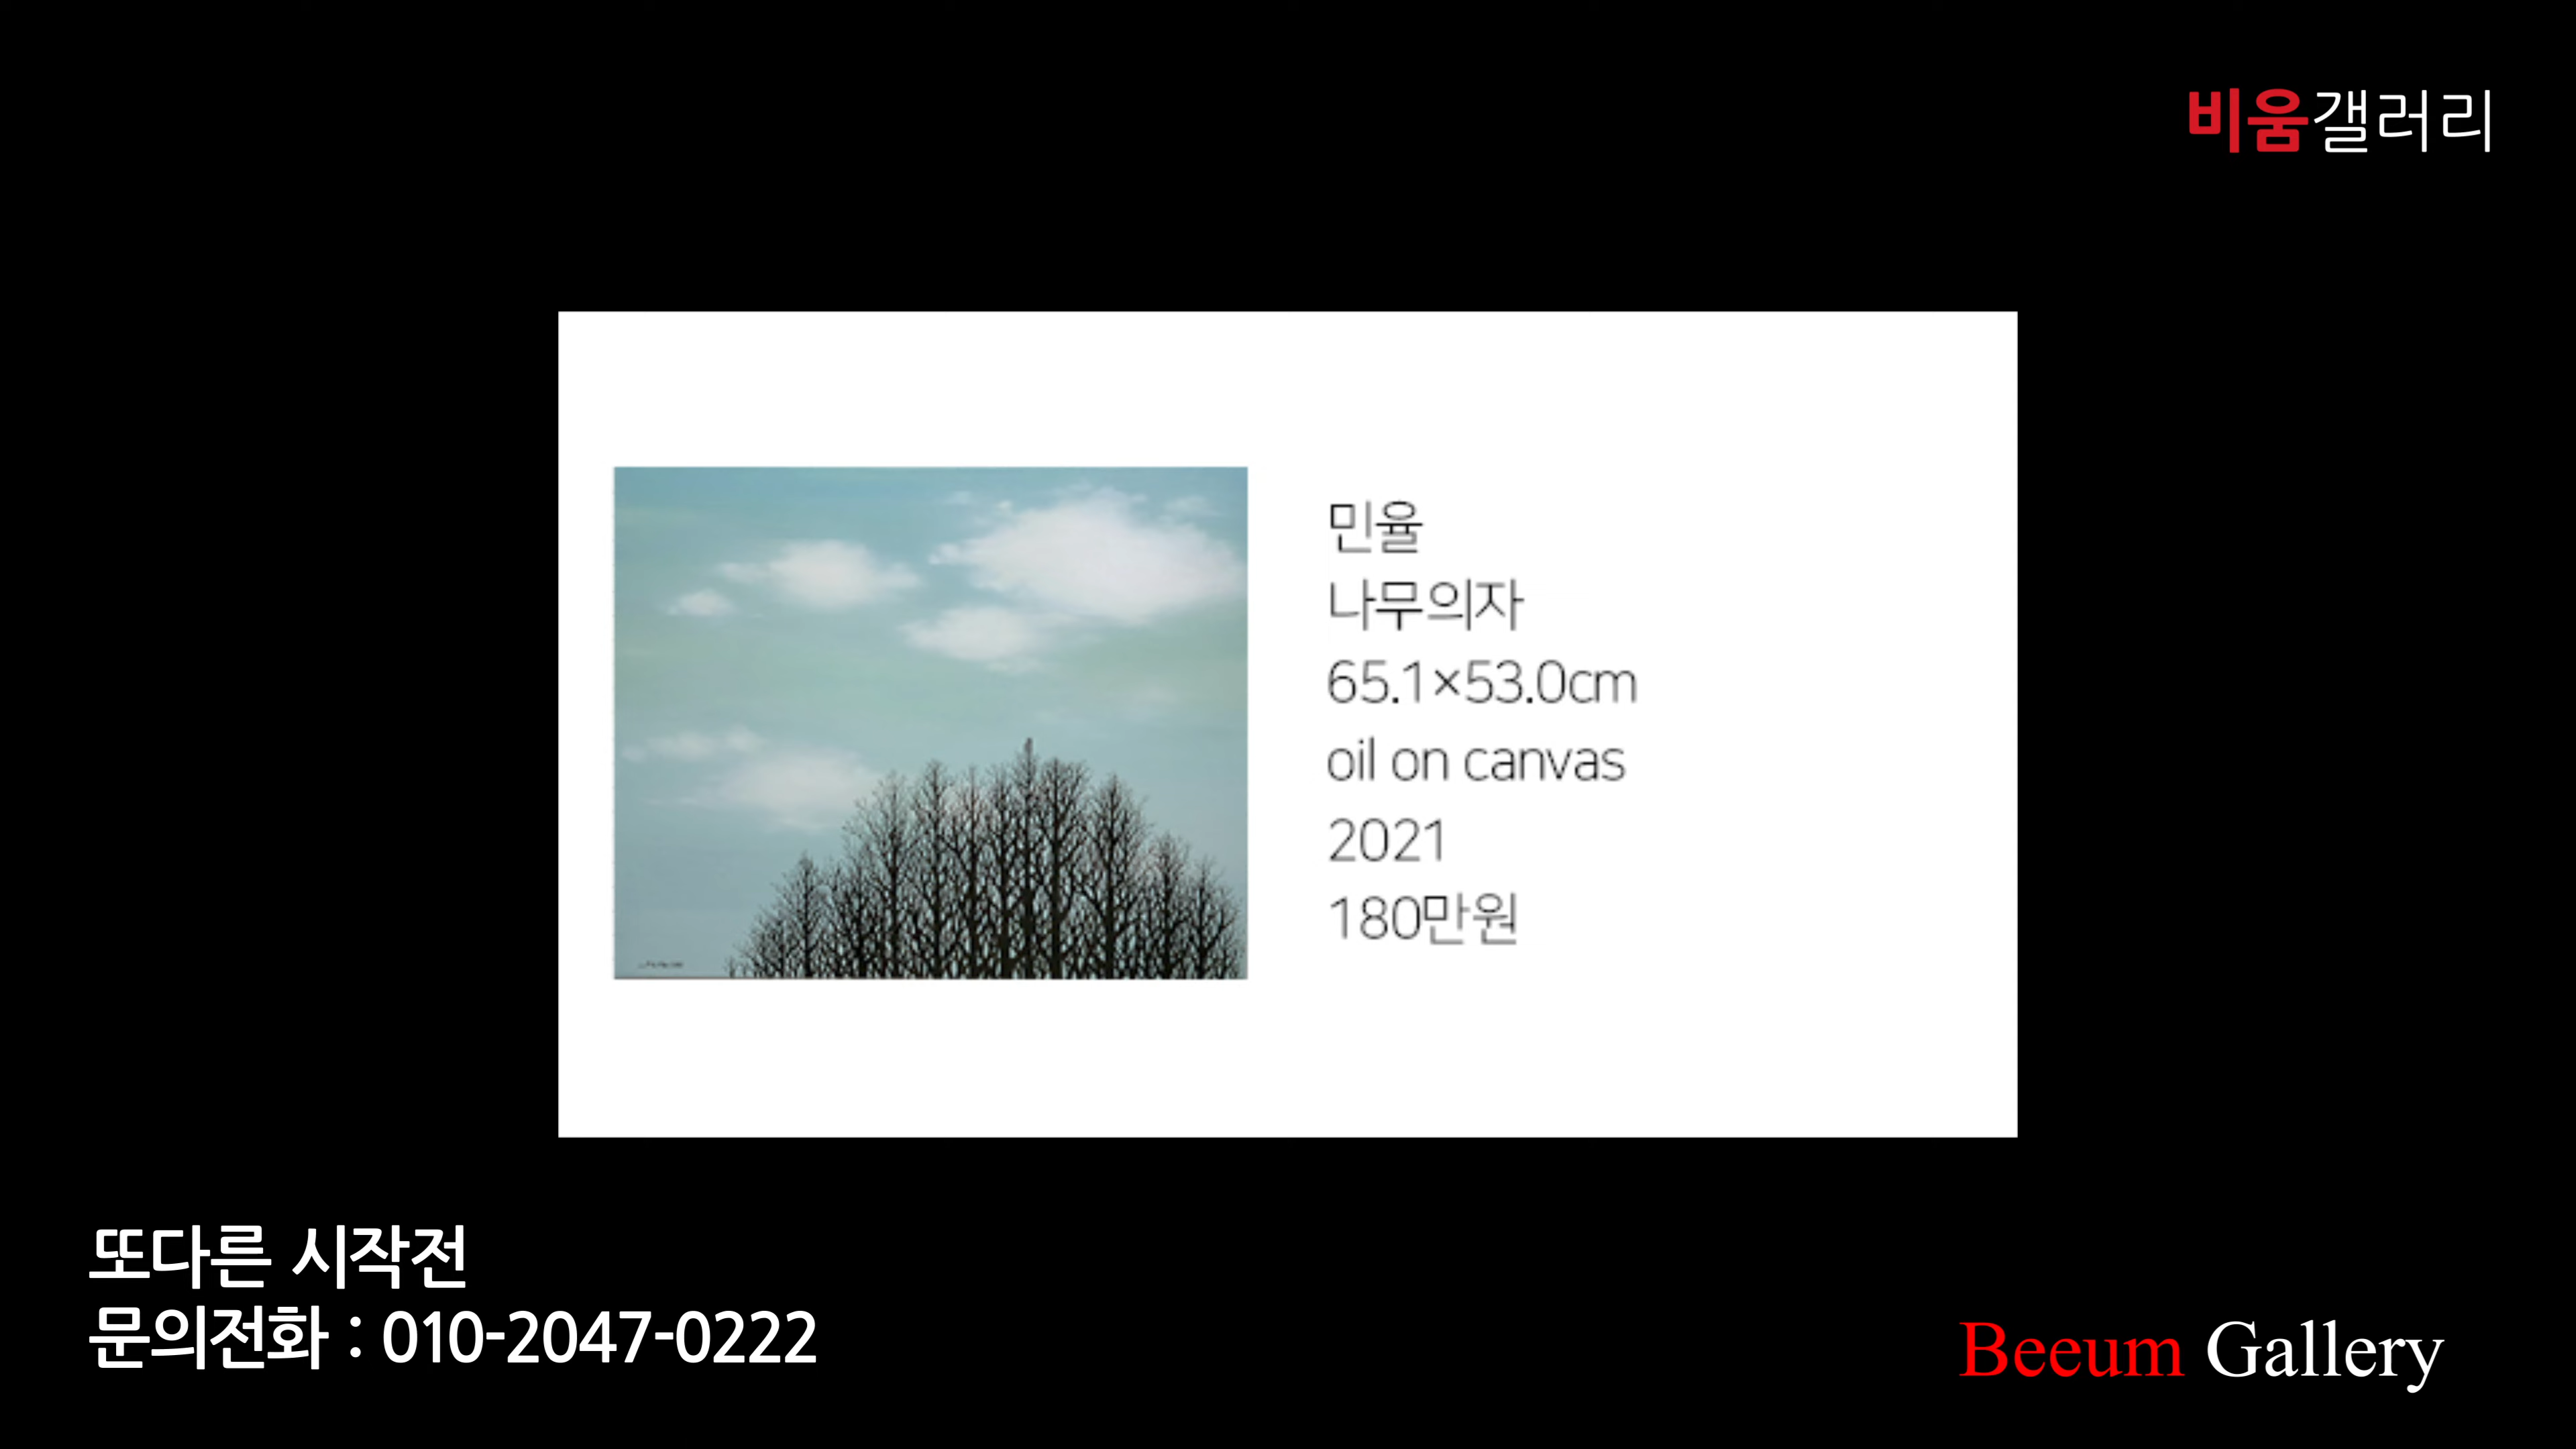 비움갤러리
민율
나무의자
65.1×53.0cm
oil on canvas
2021
180만원
또다른 시작전
문의전화 : 010-2047-0222
Beeum Gallery